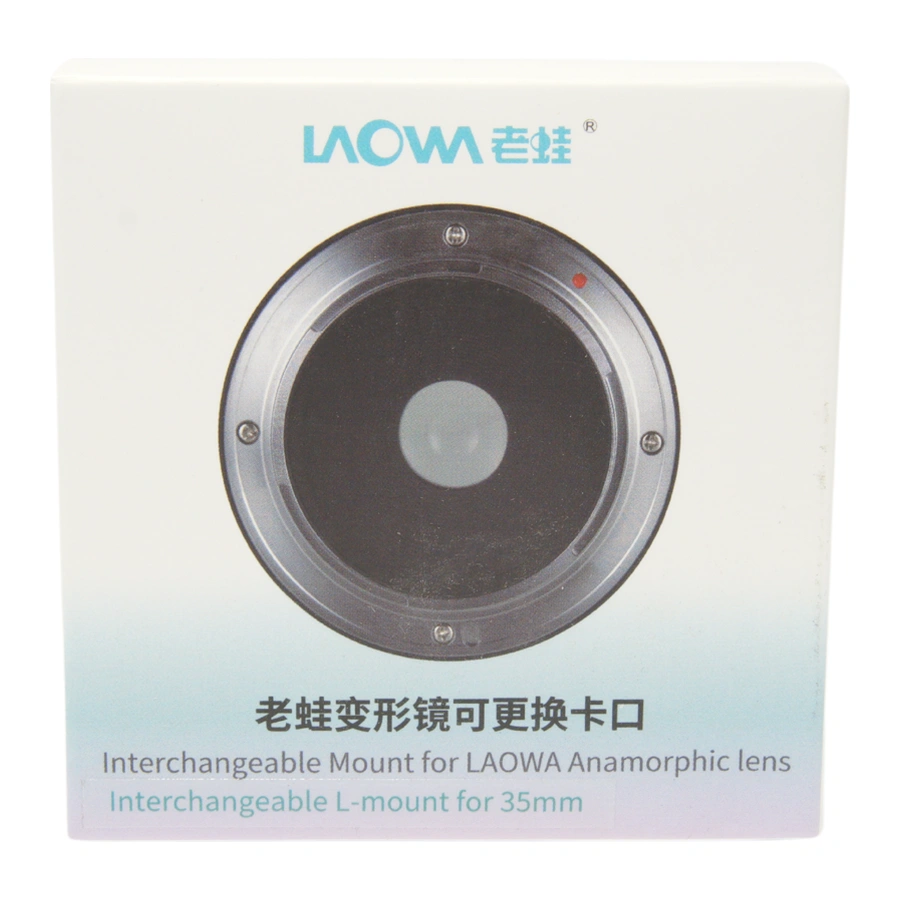 LAOWA 老蛙®
老蛙变形镜可更换卡口
Interchangeable Mount for LAOWA Anamorphic lens
Interchangeable L-mount for 35mm